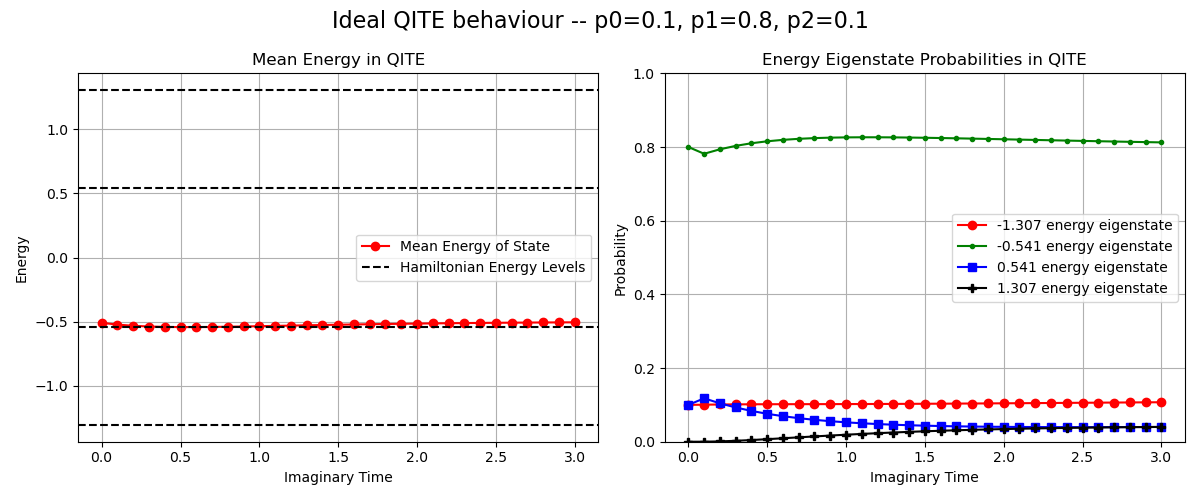 Ideal QITE behaviour -- p0=0.1, p1=0.8, p2=0.1
Mean Energy in QITE
Energy
1.0
0.5
0.0
−0.5
−1.0
Mean Energy of State
Hamiltonian Energy Levels
0.0 0.5 1.0 1.5 2.0 2.5 3.0
Imaginary Time
Energy Eigenstate Probabilities in QITE
Probability
1.0
0.8
0.6
0.4
0.2
0.0
-1.307 energy eigenstate
-0.541 energy eigenstate
0.541 energy eigenstate
1.307 energy eigenstate
0.0 0.5 1.0 1.5 2.0 2.5 3.0
Imaginary Time